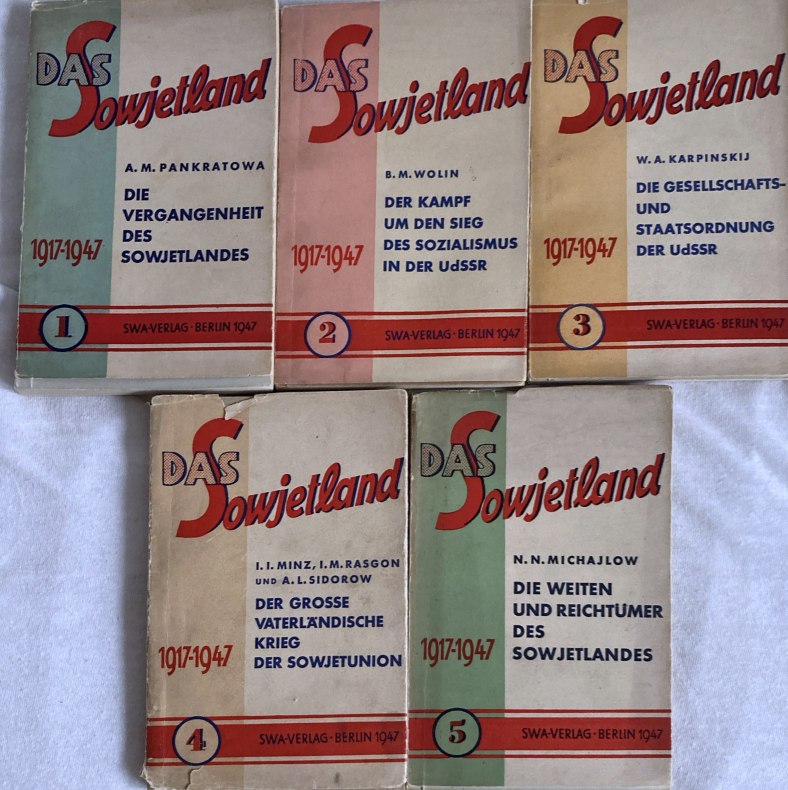 DAS
Sowjetland
A. M. PANKRATOWA
DIE
VERGANGENHEIT
DES
SOWJETLANDES
1917-1947
1
SWA-VERLAG · BERLIN 1947
DAS
Sowjetland
B. M. WOLIN
DER KAMPF
UM DEN SIEG
DES SOZIALISMUS
IN DER UdSSR
1917-1947
2
SWA-VERLAG · BERLIN 1947
DAS
Sowjetland
W. A. KARPINSKIJ
DIE GESELLSCHAFTS-
UND
STAATSORDNUNG
DER UdSSR
1917-1947
3
SWA-VERLAG · BERLIN 1947
DAS
Sowjetland
I. I. MINZ, I. M. RASGON
UND A. L. SIDOROW
DER GROSSE
VATERLÄNDISCHE
KRIEG
DER SOWJETUNION
1917-1947
4
SWA-VERLAG · BERLIN 1947
DAS
Sowjetland
N. N. MICHAJLOW
DIE WEITEN
UND REICHTÜMER
DES
SOWJETLANDES
1917-1947
5
SWA-VERLAG · BERLIN 1947